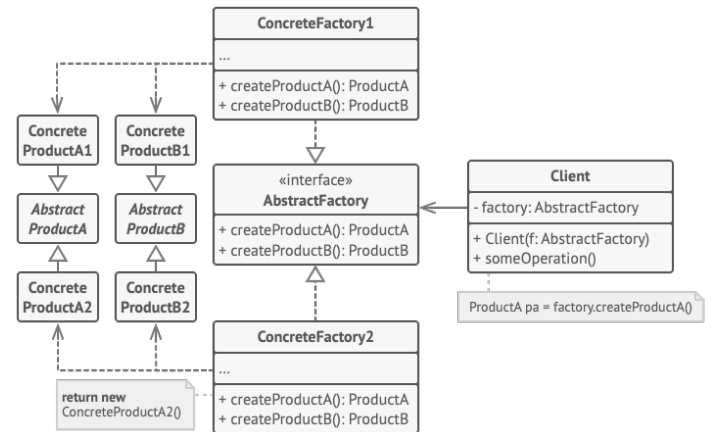 ConcreteFactory1
...
+ createProductA(): ProductA
+ createProductB(): ProductB
Concrete
ProductA1
Concrete
ProductB1
Abstract
ProductA
Abstract
ProductB
Concrete
ProductA2
Concrete
ProductB2
«interface»
AbstractFactory
+ createProductA(): ProductA
+ createProductB(): ProductB
Client
- factory: AbstractFactory
+ Client(f: AbstractFactory)
+ someOperation()
ProductA pa = factory.createProductA()
ConcreteFactory2
...
+ createProductA(): ProductA
+ createProductB(): ProductB
return new
ConcreteProductA2()